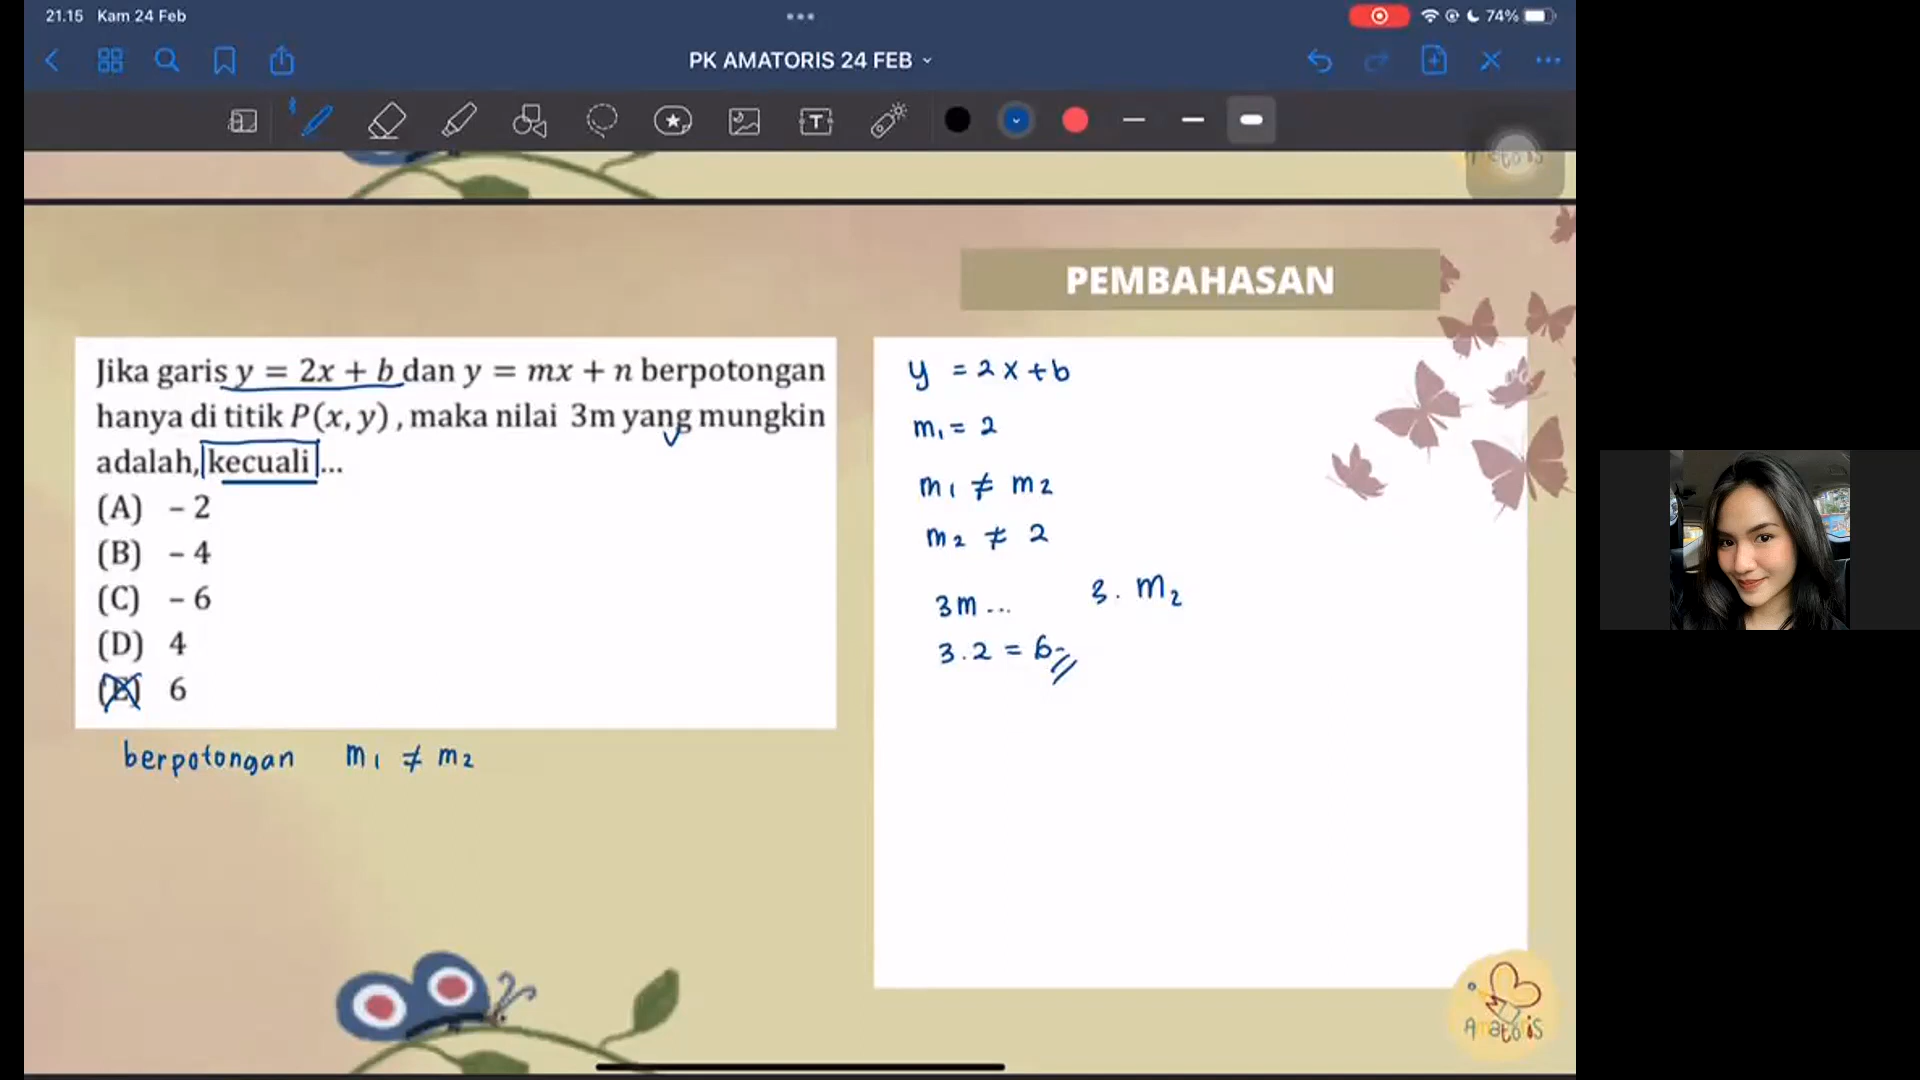 21.15 Kam 24 Feb
74%
PK AMATORIS 24 FEB
PEMBAHASAN
Jika garis y = 2x + b dan y = mx + n berpotongan
hanya di titik P(x, y) , maka nilai 3m yang mungkin
adalah, kecuali ...
(A) – 2
(B) – 4
(C) – 6
(D) 4
(E) 6
berpotongan m₁ ≠ m₂
y = 2x + b
m₁ = 2
m₁ ≠ m₂
m₂ ≠ 2
3m ... 3. m₂
3.2 = 6
Amatoris